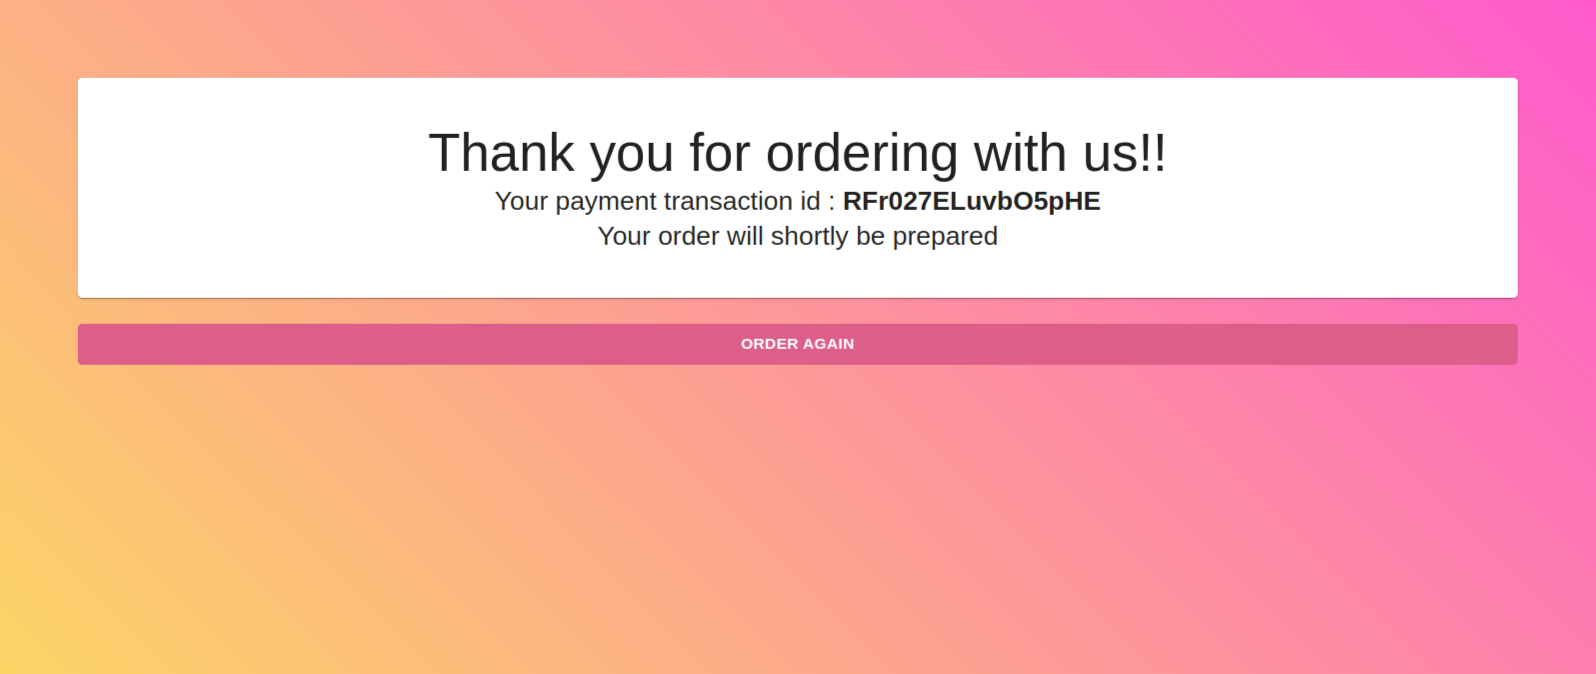 Thank you for ordering with us!!
Your payment transaction id : RFr027ELuvbO5pHE
Your order will shortly be prepared
ORDER AGAIN